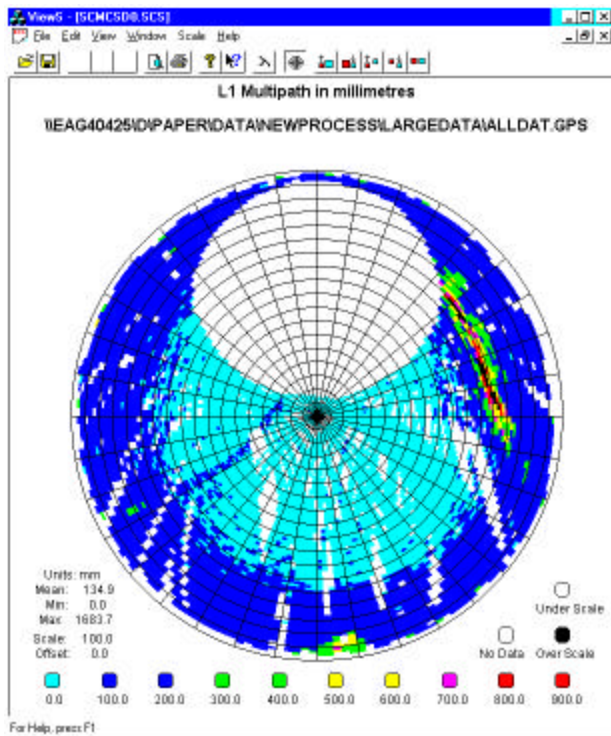 ViewS - [SCMCSD0.SCS]
File Edit View Window Scale Help
L1 Multipath in millimetres
\\EAG40425\D\PAPER\DATA\NEWPROCESS\LARGEDATA\ALLDAT.GPS
Units: mm
Mean: 134.9
Min: 0.0
Max: 1683.7
Scale: 100.0
Offset: 0.0
Under Scale
No Data Over Scale
0.0 100.0 200.0 300.0 400.0 500.0 600.0 700.0 800.0 900.0
For Help, press F1